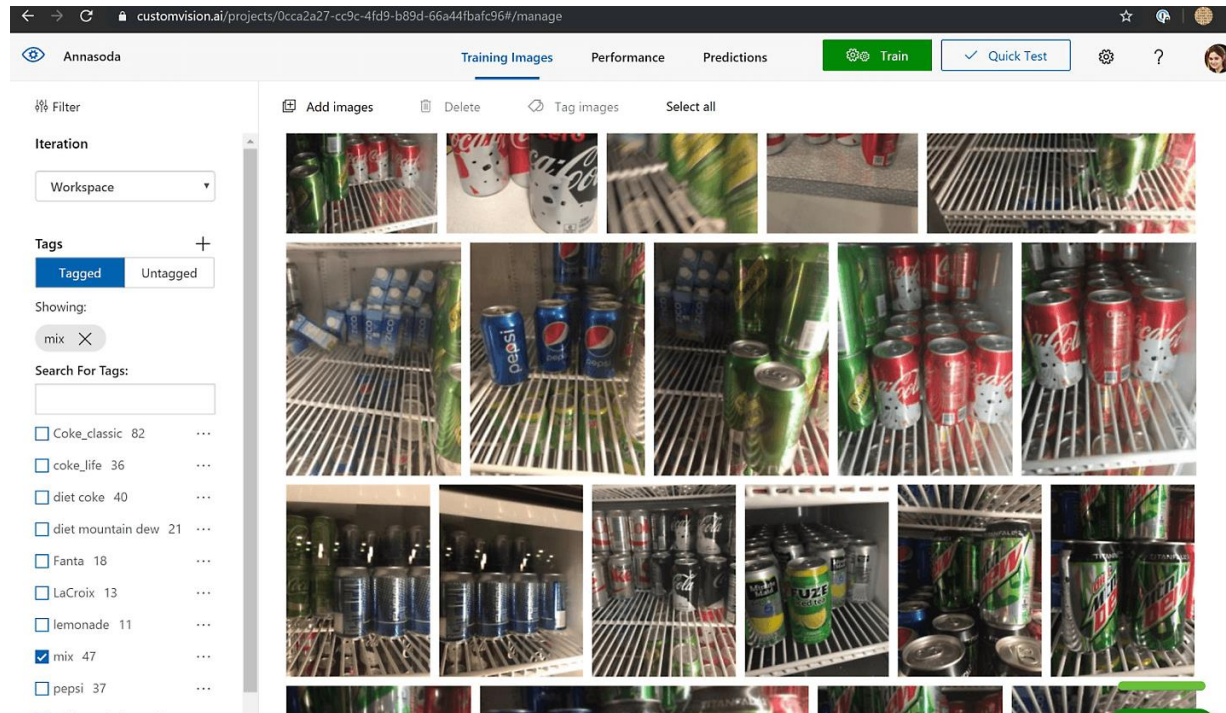 customvision.ai/projects/0cca2a27-cc9c-4fd9-b89d-66a44fbafc96#/manage
Annasoda
Training Images
Performance
Predictions
Train
Quick Test
?
Filter
Add images
Delete
Tag images
Select all
Iteration
Workspace
Tags
Tagged
Untagged
Showing:
mix
Search For Tags:
Coke_classic 82
coke_life 36
diet coke 40
diet mountain dew 21
Fanta 18
LaCroix 13
lemonade 11
mix 47
pepsi 37
pepsi
FUZE